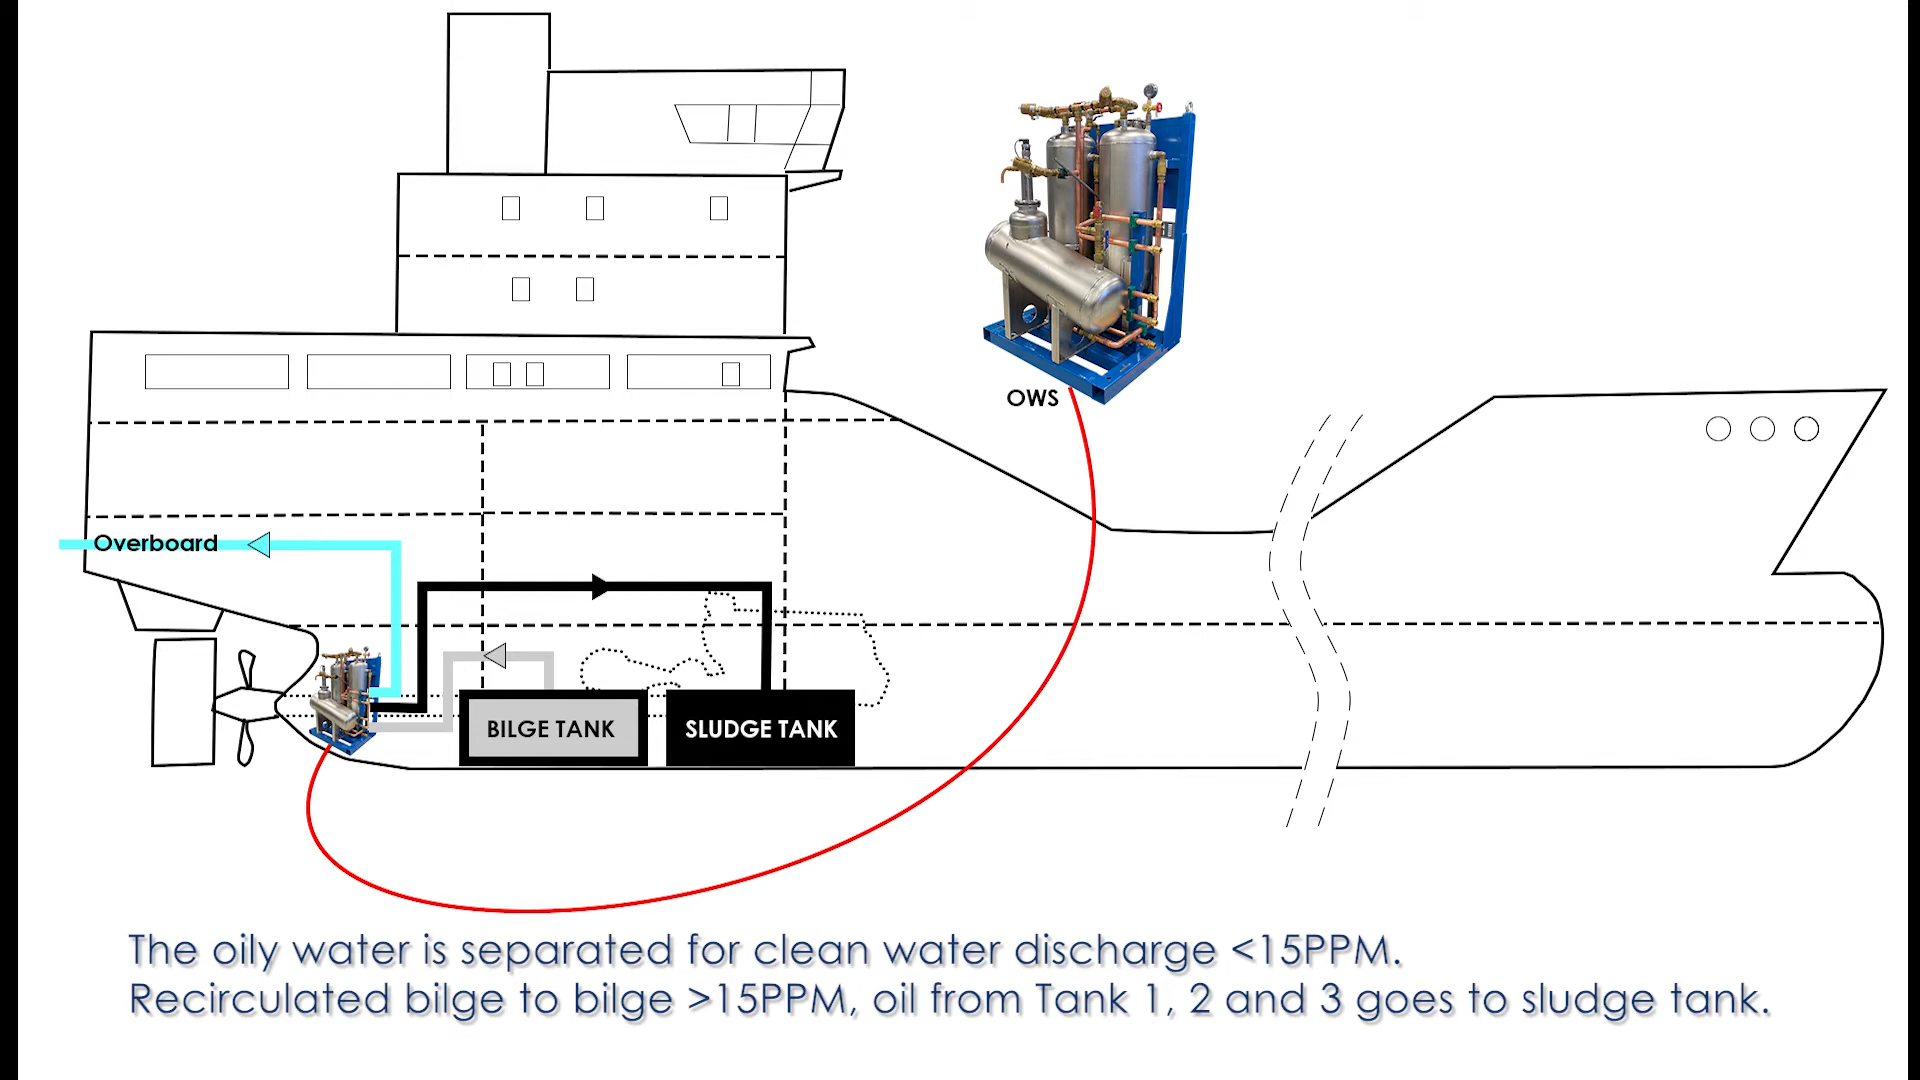 OWS
Overboard
BILGE TANK
SLUDGE TANK
The oily water is separated for clean water discharge <15PPM.
Recirculated bilge to bilge >15PPM, oil from Tank 1, 2 and 3 goes to sludge tank.